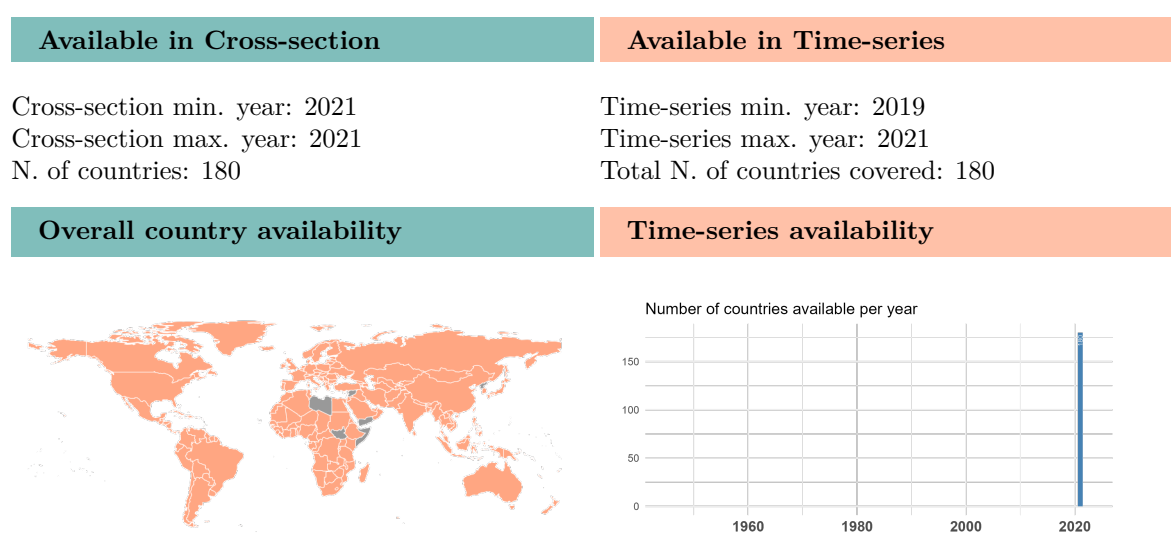 Available in Cross-section
Available in Time-series
Cross-section min. year: 2021
Cross-section max. year: 2021
N. of countries: 180
Time-series min. year: 2019
Time-series max. year: 2021
Total N. of countries covered: 180
Overall country availability
Time-series availability
Number of countries available per year
180
150
100
50
0
1960
1980
2000
2020